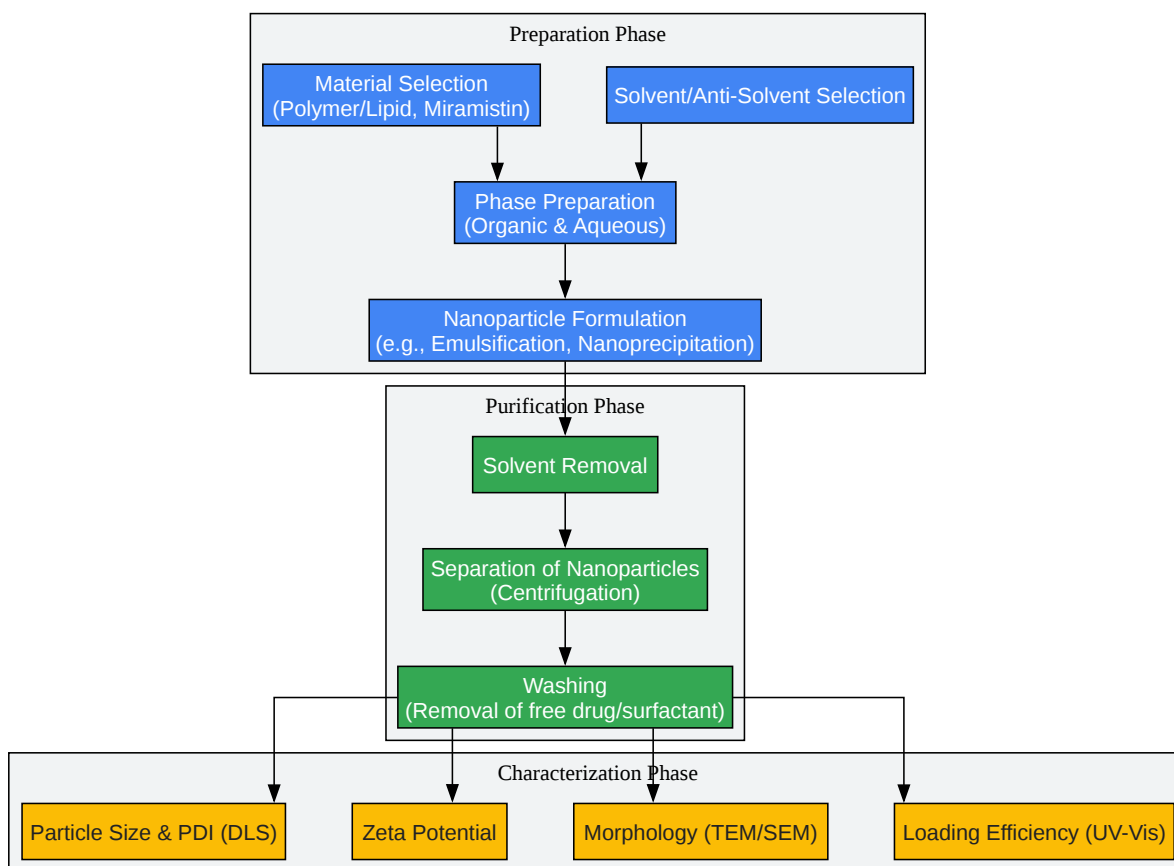 Preparation Phase
Material Selection
(Polymer/Lipid, Miramistin)
Solvent/Anti-Solvent Selection
Phase Preparation
(Organic & Aqueous)
Nanoparticle Formulation
(e.g., Emulsification, Nanoprecipitation)
Purification Phase
Solvent Removal
Separation of Nanoparticles
(Centrifugation)
Washing
(Removal of free drug/surfactant)
Characterization Phase
Particle Size & PDI (DLS)
Zeta Potential
Morphology (TEM/SEM)
Loading Efficiency (UV-Vis)